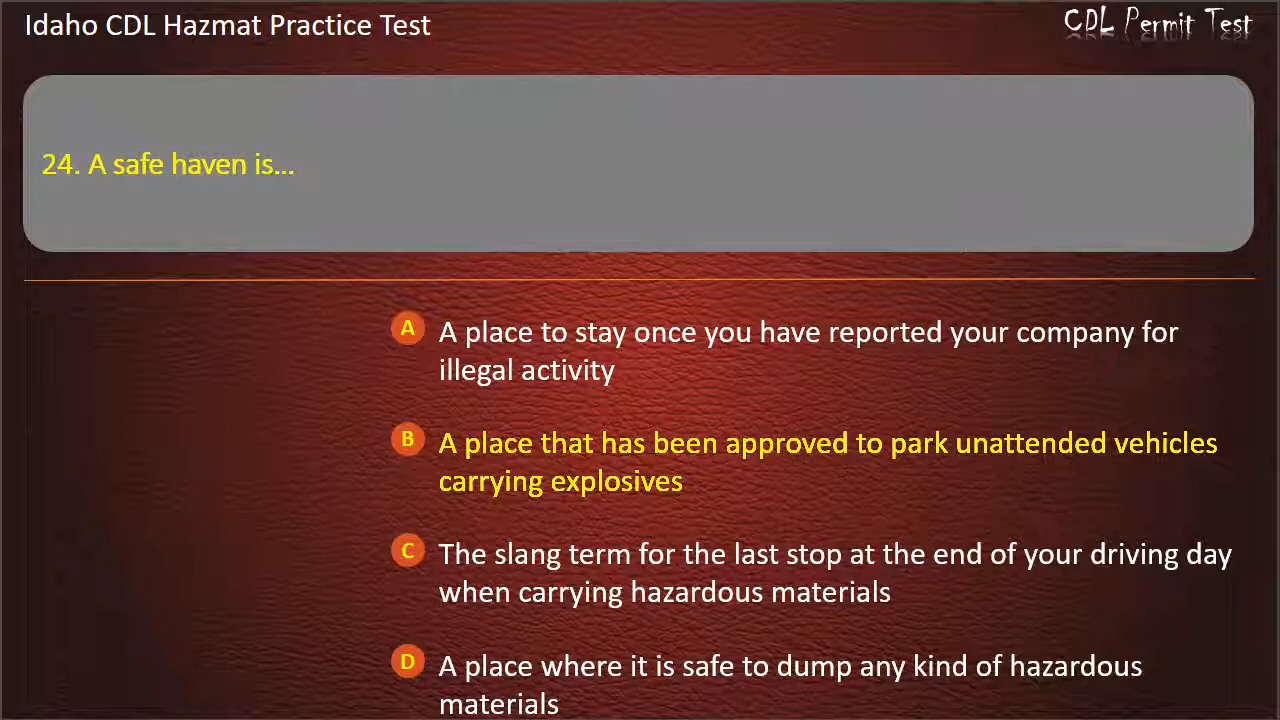 Idaho CDL Hazmat Practice Test
CDL Permit Test
24. A safe haven is...
A A place to stay once you have reported your company for
illegal activity
B A place that has been approved to park unattended vehicles
carrying explosives
C The slang term for the last stop at the end of your driving day
when carrying hazardous materials
D A place where it is safe to dump any kind of hazardous
materials